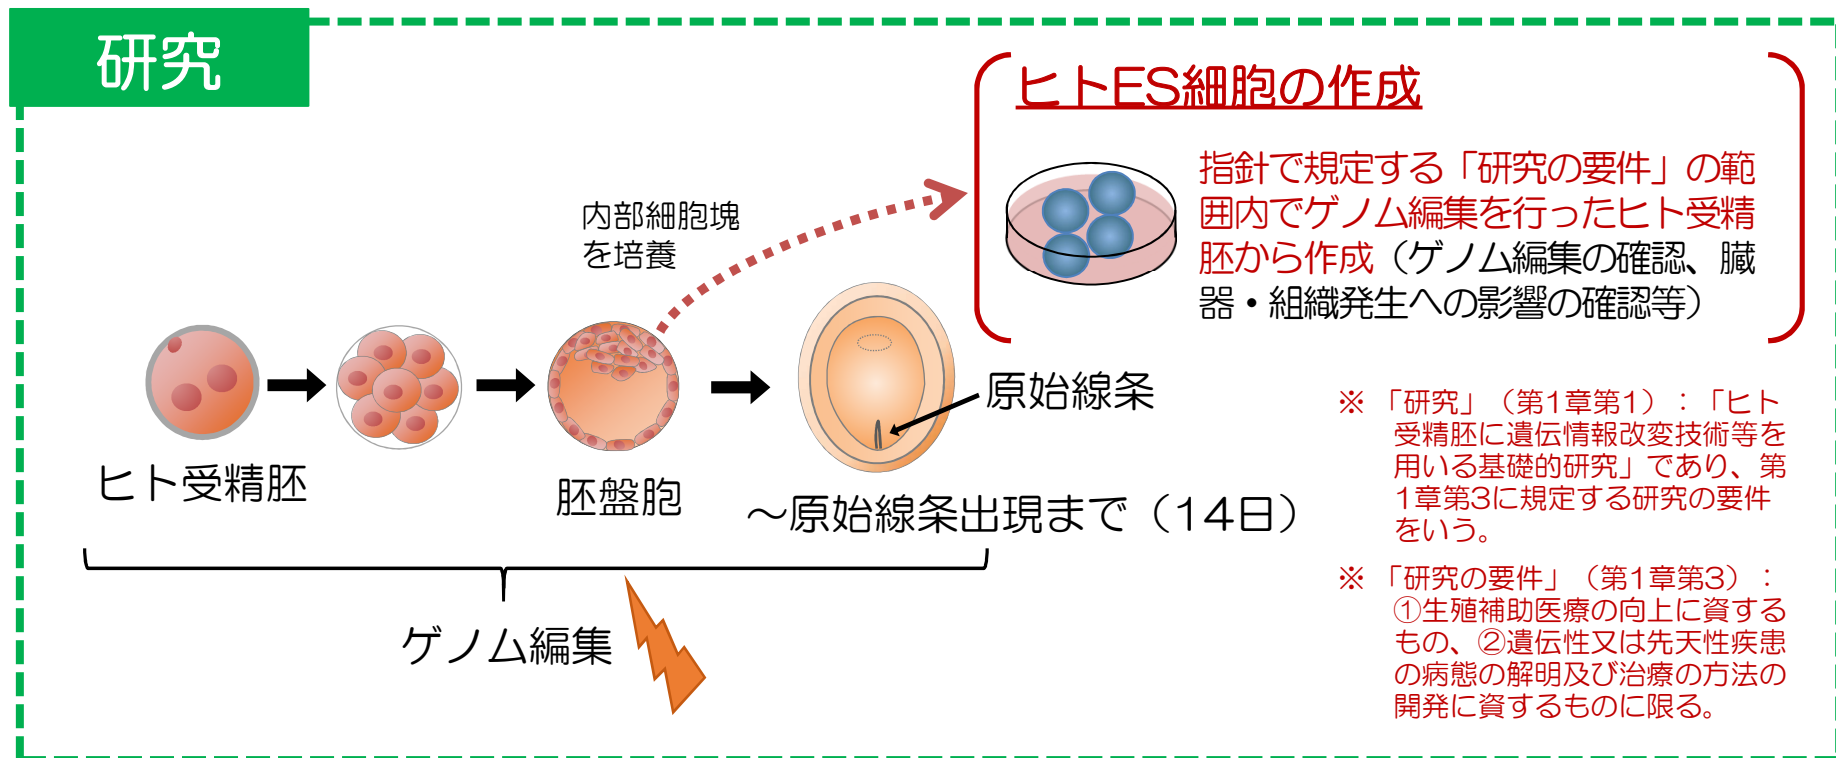 研究
ヒトES細胞の作成
指針で規定する「研究の要件」の範
囲内でゲノム編集を行ったヒト受精
胚から作成（ゲノム編集の確認、臓
器・組織発生への影響の確認等）
内部細胞塊
を培養
原始線条
ヒト受精胚
胚盤胞
～原始線条出現まで（14日）
ゲノム編集
※ 「研究」（第1章第1）：「ヒト
受精胚に遺伝情報改変技術等を
用いる基礎的研究」であり、第
1章第3に規定する研究の要件
をいう。
※ 「研究の要件」（第1章第3）：
①生殖補助医療の向上に資する
もの、②遺伝性又は先天性疾患
の病態の解明及び治療の方法の
開発に資するものに限る。